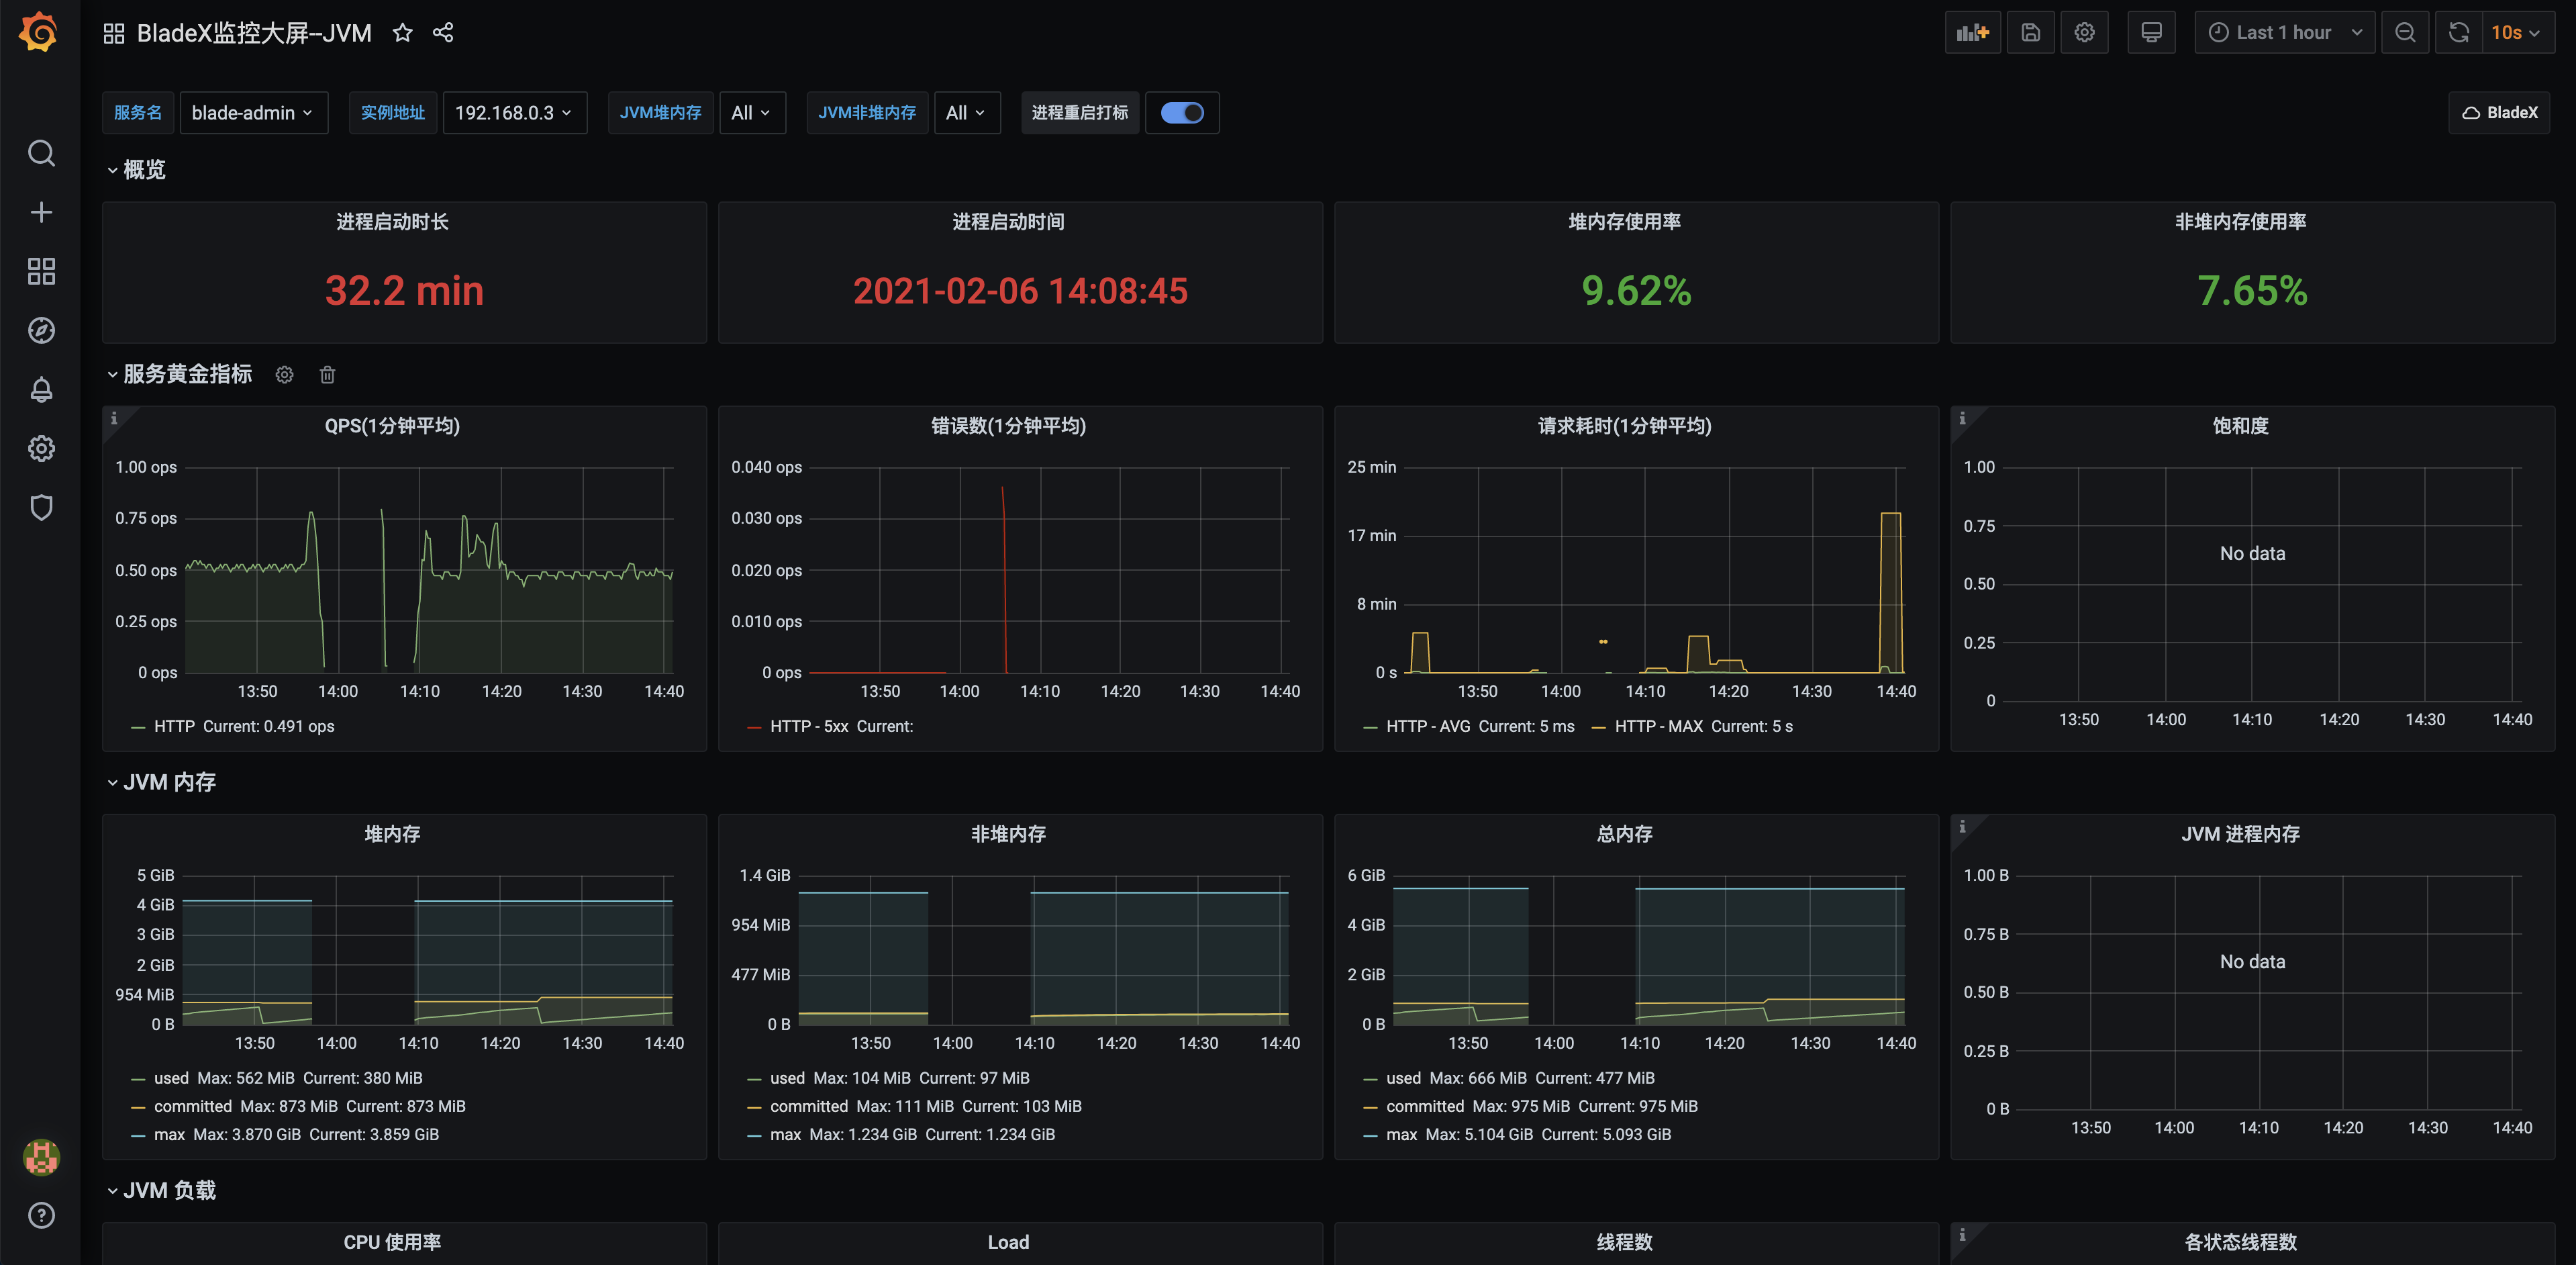 BladeX监控大屏--JVM
Last 1 hour
10s
服务名 blade-admin 实例地址 192.168.0.3 JVM堆内存 All JVM非堆内存 All 进程重启打标
BladeX
概览
进程启动时长
32.2 min
进程启动时间
2021-02-06 14:08:45
堆内存使用率
9.62%
非堆内存使用率
7.65%
服务黄金指标
QPS(1分钟平均)
1.00 ops
0.75 ops
0.50 ops
0.25 ops
0 ops
13:50 14:00 14:10 14:20 14:30 14:40
HTTP Current: 0.491 ops
错误数(1分钟平均)
0.040 ops
0.030 ops
0.020 ops
0.010 ops
0 ops
13:50 14:00 14:10 14:20 14:30 14:40
HTTP - 5xx Current:
请求耗时(1分钟平均)
25 min
17 min
8 min
0 s
13:50 14:00 14:10 14:20 14:30 14:40
HTTP - AVG Current: 5 ms HTTP - MAX Current: 5 s
饱和度
1.00
0.75
No data
0.50
0.25
0
13:50 14:00 14:10 14:20 14:30 14:40
JVM 内存
堆内存
5 GiB
4 GiB
3 GiB
2 GiB
954 MiB
0 B
13:50 14:00 14:10 14:20 14:30 14:40
used Max: 562 MiB Current: 380 MiB
committed Max: 873 MiB Current: 873 MiB
max Max: 3.870 GiB Current: 3.859 GiB
非堆内存
1.4 GiB
954 MiB
477 MiB
0 B
13:50 14:00 14:10 14:20 14:30 14:40
used Max: 104 MiB Current: 97 MiB
committed Max: 111 MiB Current: 103 MiB
max Max: 1.234 GiB Current: 1.234 GiB
总内存
6 GiB
4 GiB
2 GiB
0 B
13:50 14:00 14:10 14:20 14:30 14:40
used Max: 666 MiB Current: 477 MiB
committed Max: 975 MiB Current: 975 MiB
max Max: 5.104 GiB Current: 5.093 GiB
JVM 进程内存
1.00 B
0.75 B
No data
0.50 B
0.25 B
0 B
13:50 14:00 14:10 14:20 14:30 14:40
JVM 负载
CPU 使用率
Load
线程数
各状态线程数